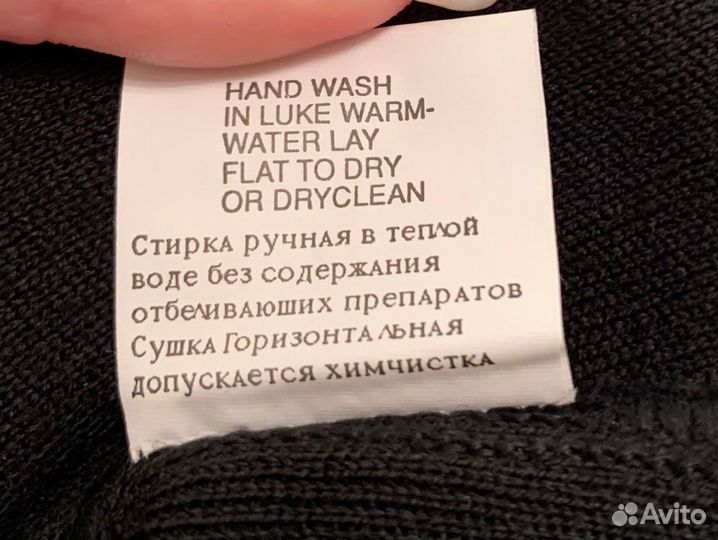 HAND WASH
IN LUKE WARM-
WATER LAY
FLAT TO DRY
OR DRYCLEAN
Стирка ручная в теплой
воде без содержания
отбеливаюших препаратов
Сушка Горизонтальная
допускается химчистка
Avito